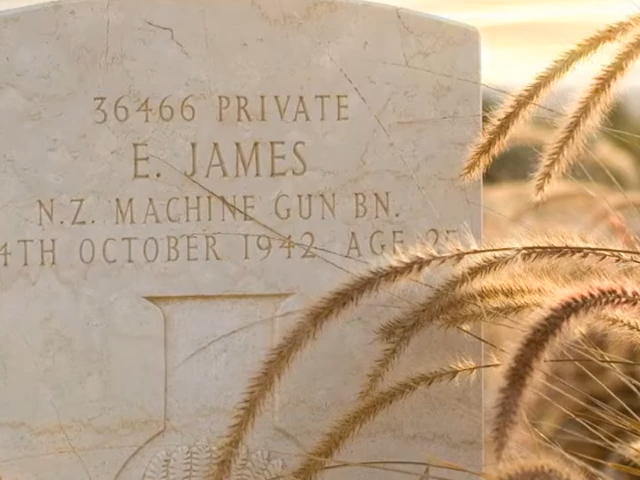 36466 PRIVATE
E. JAMES
N.Z. MACHINE GUN BN.
4TH OCTOBER 1942 AGE